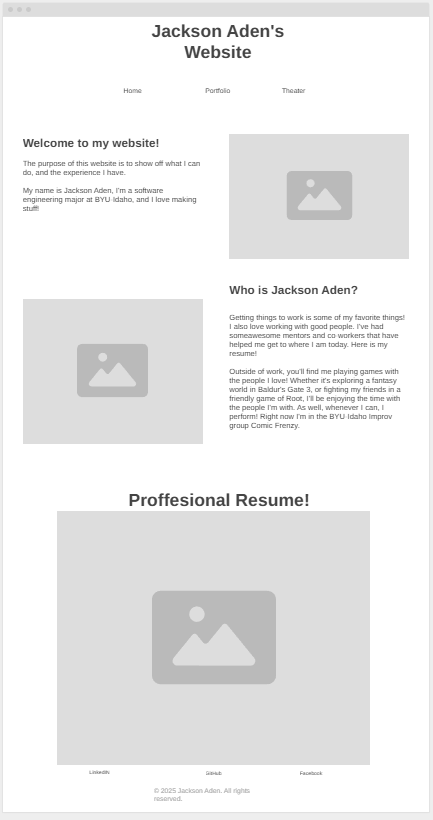 Jackson Aden's
Website
Home Portfolio Theater
Welcome to my website!
The purpose of this website is to show off what I can
do, and the experience I have.
My name is Jackson Aden, I'm a software
engineering major at BYU-Idaho, and I love making
stuff!
Who is Jackson Aden?
Getting things to work is some of my favorite things!
I also love working with good people. I've had
someawesome mentors and co-workers that have
helped me get to where I am today. Here is my
resume!
Outside of work, you'll find me playing games with
the people I love! Whether it's exploring a fantasy
world in Baldur's Gate 3, or fighting my friends in a
friendly game of Root, I'll be enjoying the time with
the people I'm with. As well, whenever I can, I
perform! Right now I'm in the BYU-Idaho Improv
group Comic Frenzy.
Proffesional Resume!
LinkedIn GitHub Facebook
© 2025 Jackson Aden. All rights
reserved.